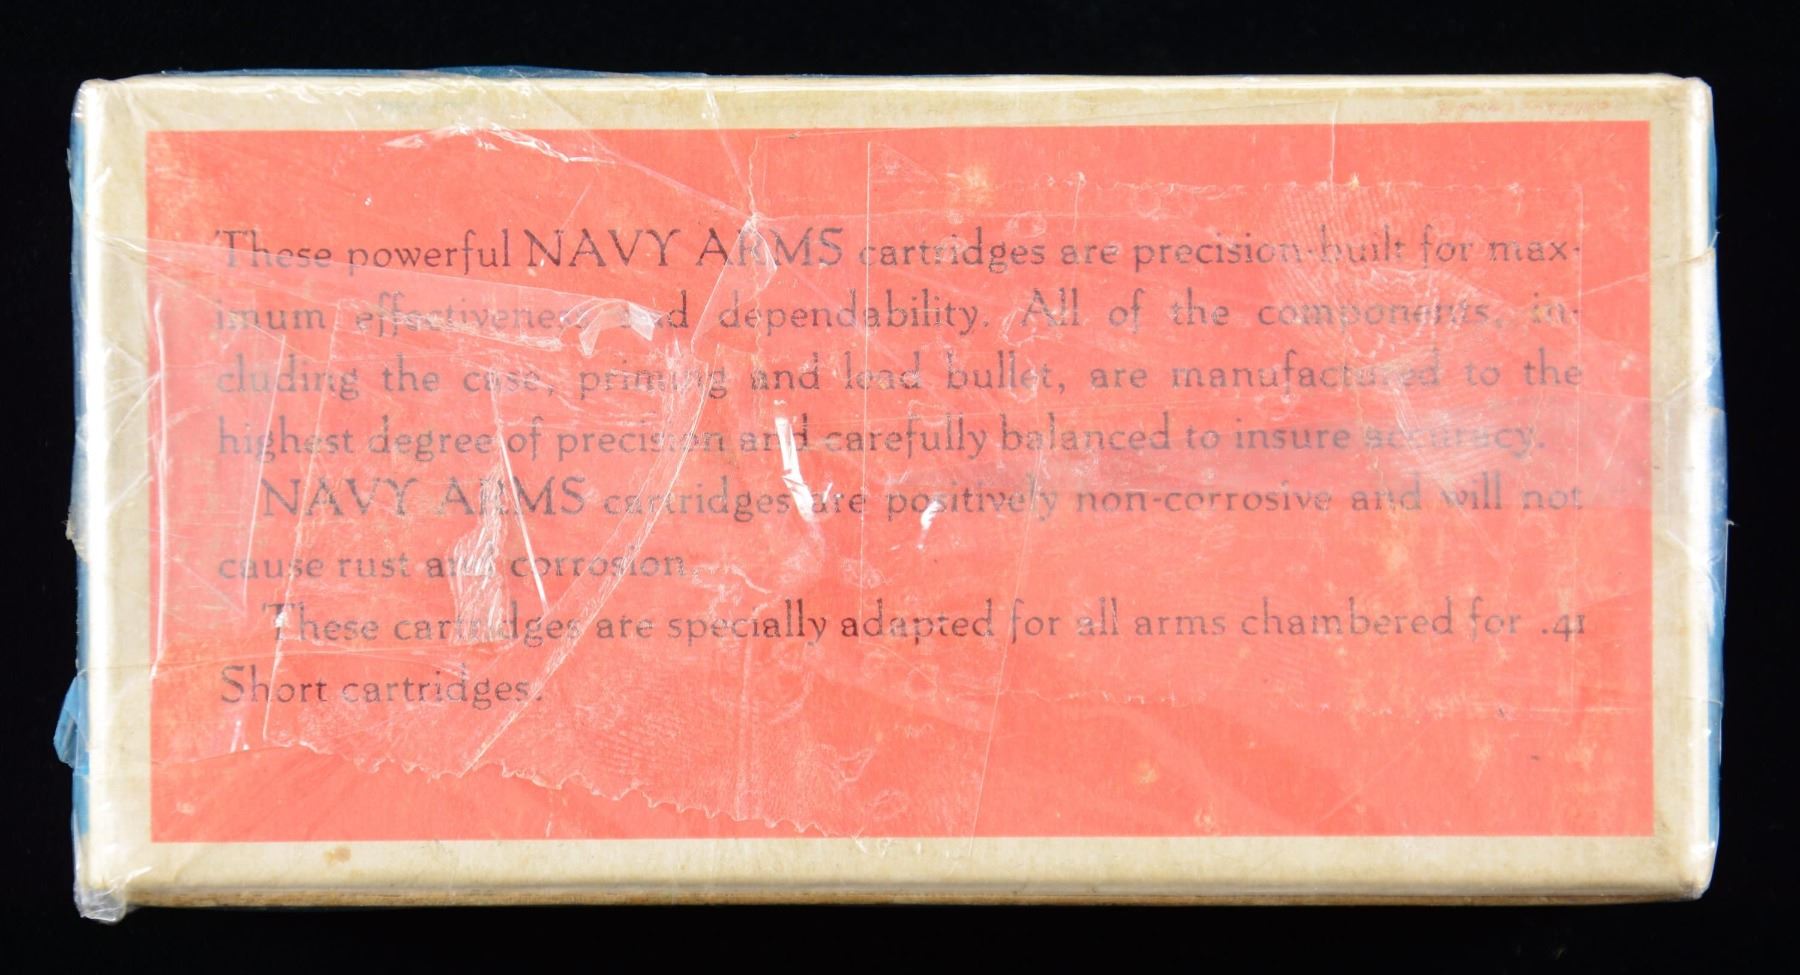 These powerful NAVY ARMS cartridges are precision-built for max-
imum effectiveness and dependability. All of the components, in-
cluding the case, priming and lead bullet, are manufactured to the
highest degree of precision and carefully balanced to insure accuracy.
NAVY ARMS cartridges are positively non-corrosive and will not
cause rust and corrosion.
These cartridges are specially adapted for all arms chambered for .41
Short cartridges.